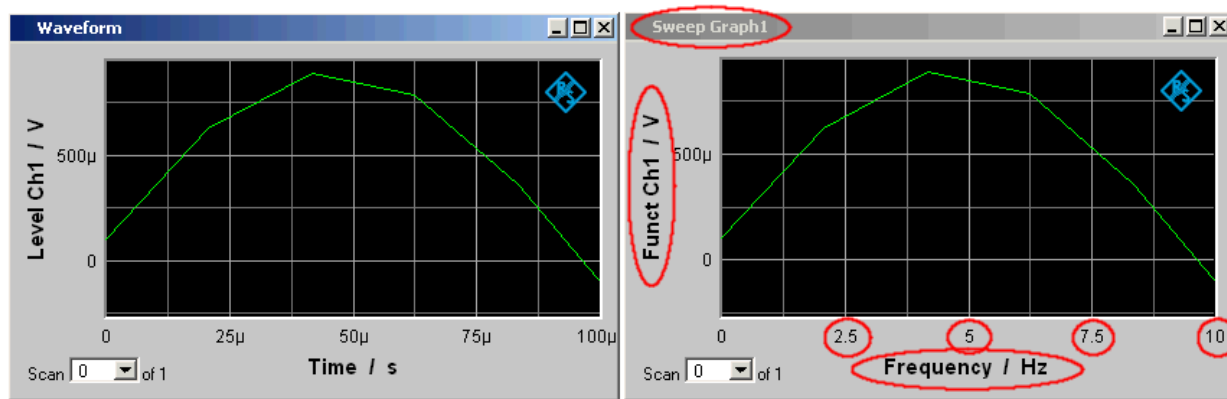 Waveform
Level Ch1 / V
500µ
0
0
25µ
50µ
75µ
100µ
Time / s
Scan 0 of 1
Sweep Graph1
Funct Ch1 / V
500µ
0
0
2.5
5
7.5
10
Frequency / Hz
Scan 0 of 1